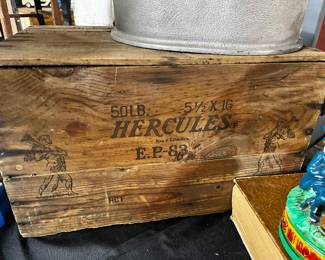 50LB. 5½ X 16
HERCULES
E.P. 83